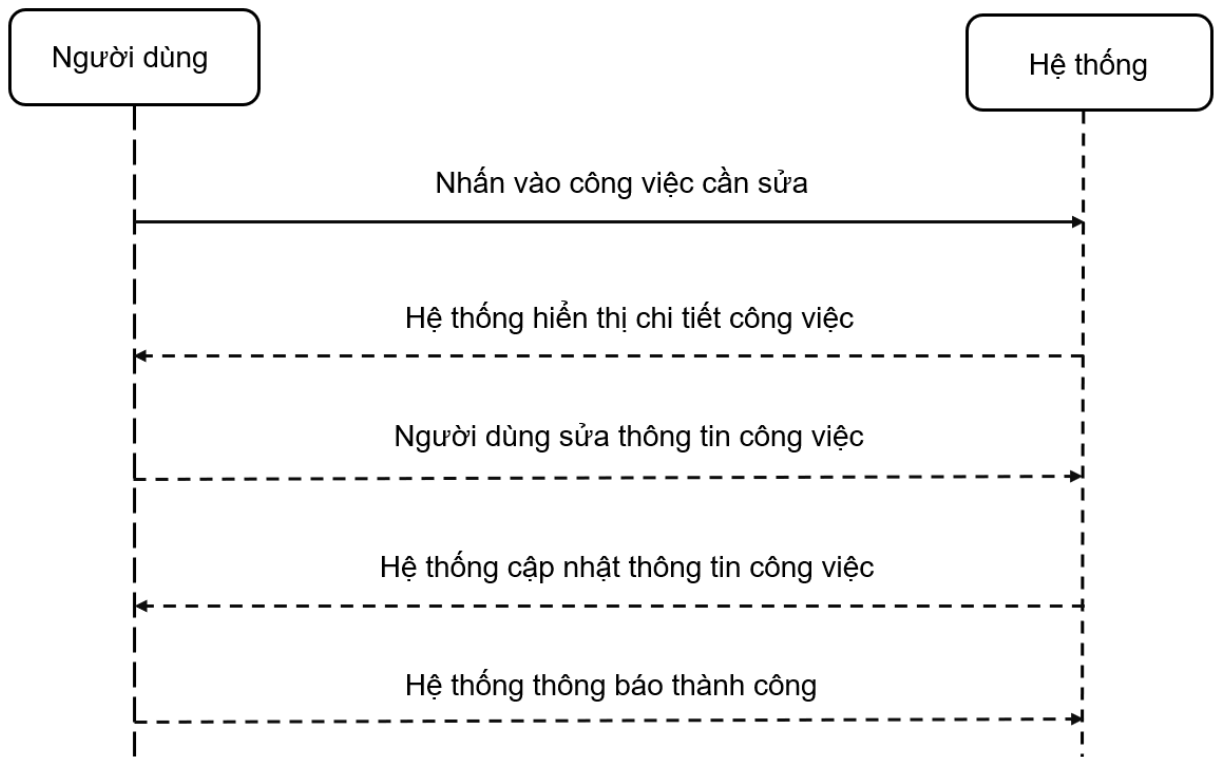 Người dùng
Hệ thống
Nhấn vào công việc cần sửa
Hệ thống hiển thị chi tiết công việc
Người dùng sửa thông tin công việc
Hệ thống cập nhật thông tin công việc
Hệ thống thông báo thành công